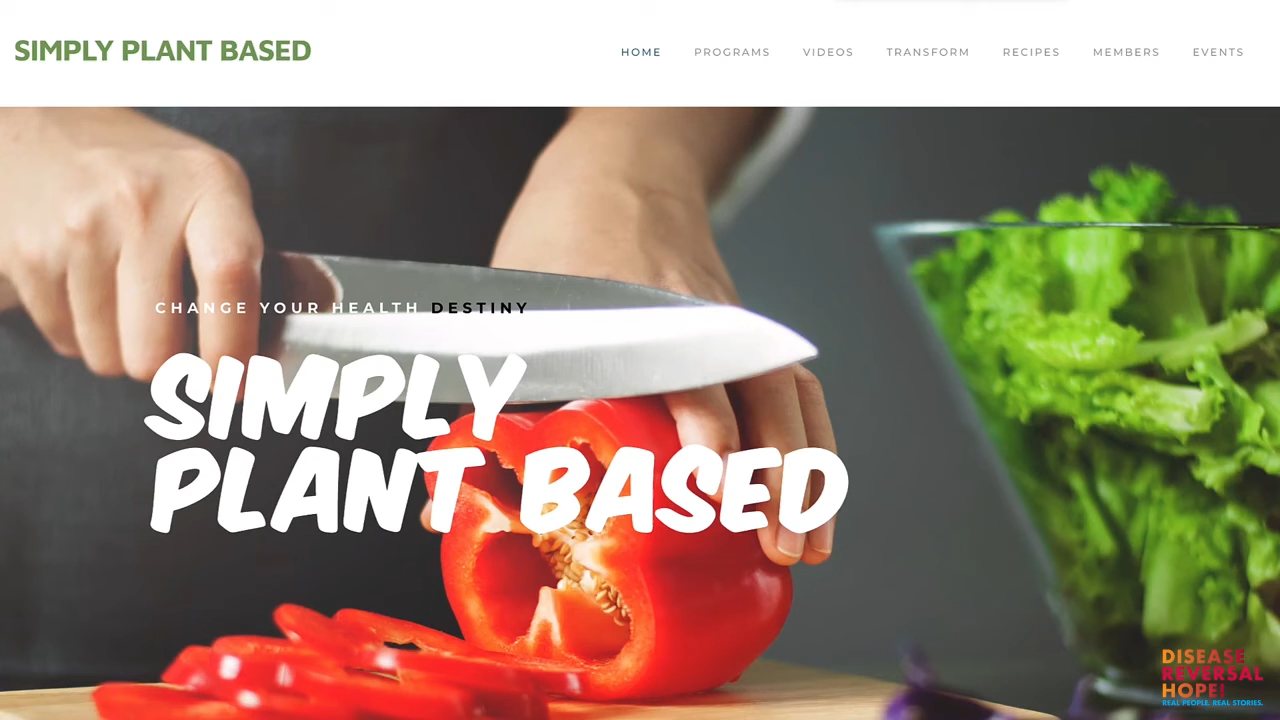 SIMPLY PLANT BASED
HOME PROGRAMS VIDEOS TRANSFORM RECIPES MEMBERS EVENTS
CHANGE YOUR HEALTH DESTINY
SIMPLY
PLANT BASED
DISEASE
REVERSAL
HOPE!
REAL PEOPLE. REAL STORIES.